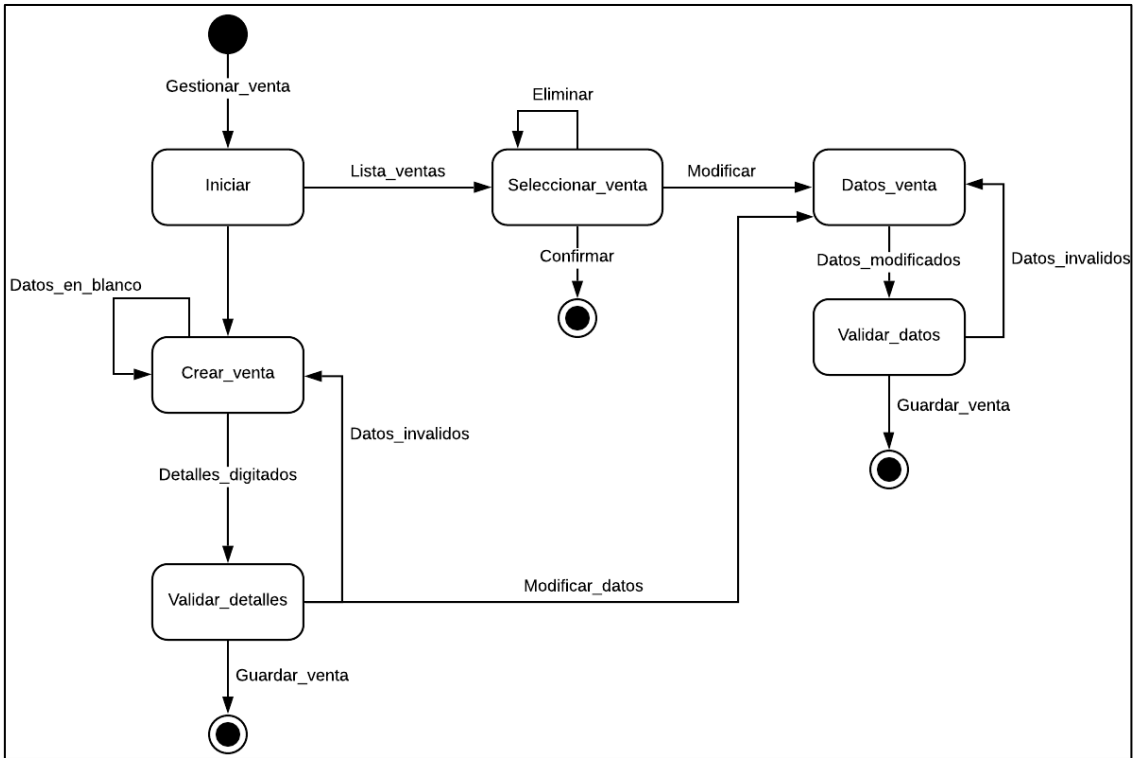 Gestionar_venta
Eliminar
Iniciar
Lista_ventas
Seleccionar_venta
Modificar
Datos_venta
Confirmar
Datos_modificados
Datos_invalidos
Datos_en_blanco
Validar_datos
Crear_venta
Guardar_venta
Datos_invalidos
Detalles_digitados
Modificar_datos
Validar_detalles
Guardar_venta